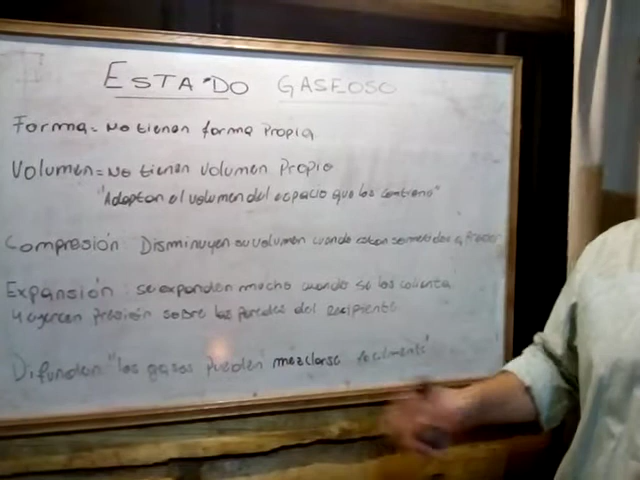 ESTADO GASEOSO
Forma = No tienen forma Propia
Volumen = No tienen volumen Propio
"Adoptan el volumen del espacio que los contiene"
Compresión: Disminuyen su volumen cuando estan sometidos a Presión
Expansión: se expanden mucho cuando se los calienta
y ejercen presión sobre las paredes del recipiente
Difunden "los gases pueden mezclarse facilmente"